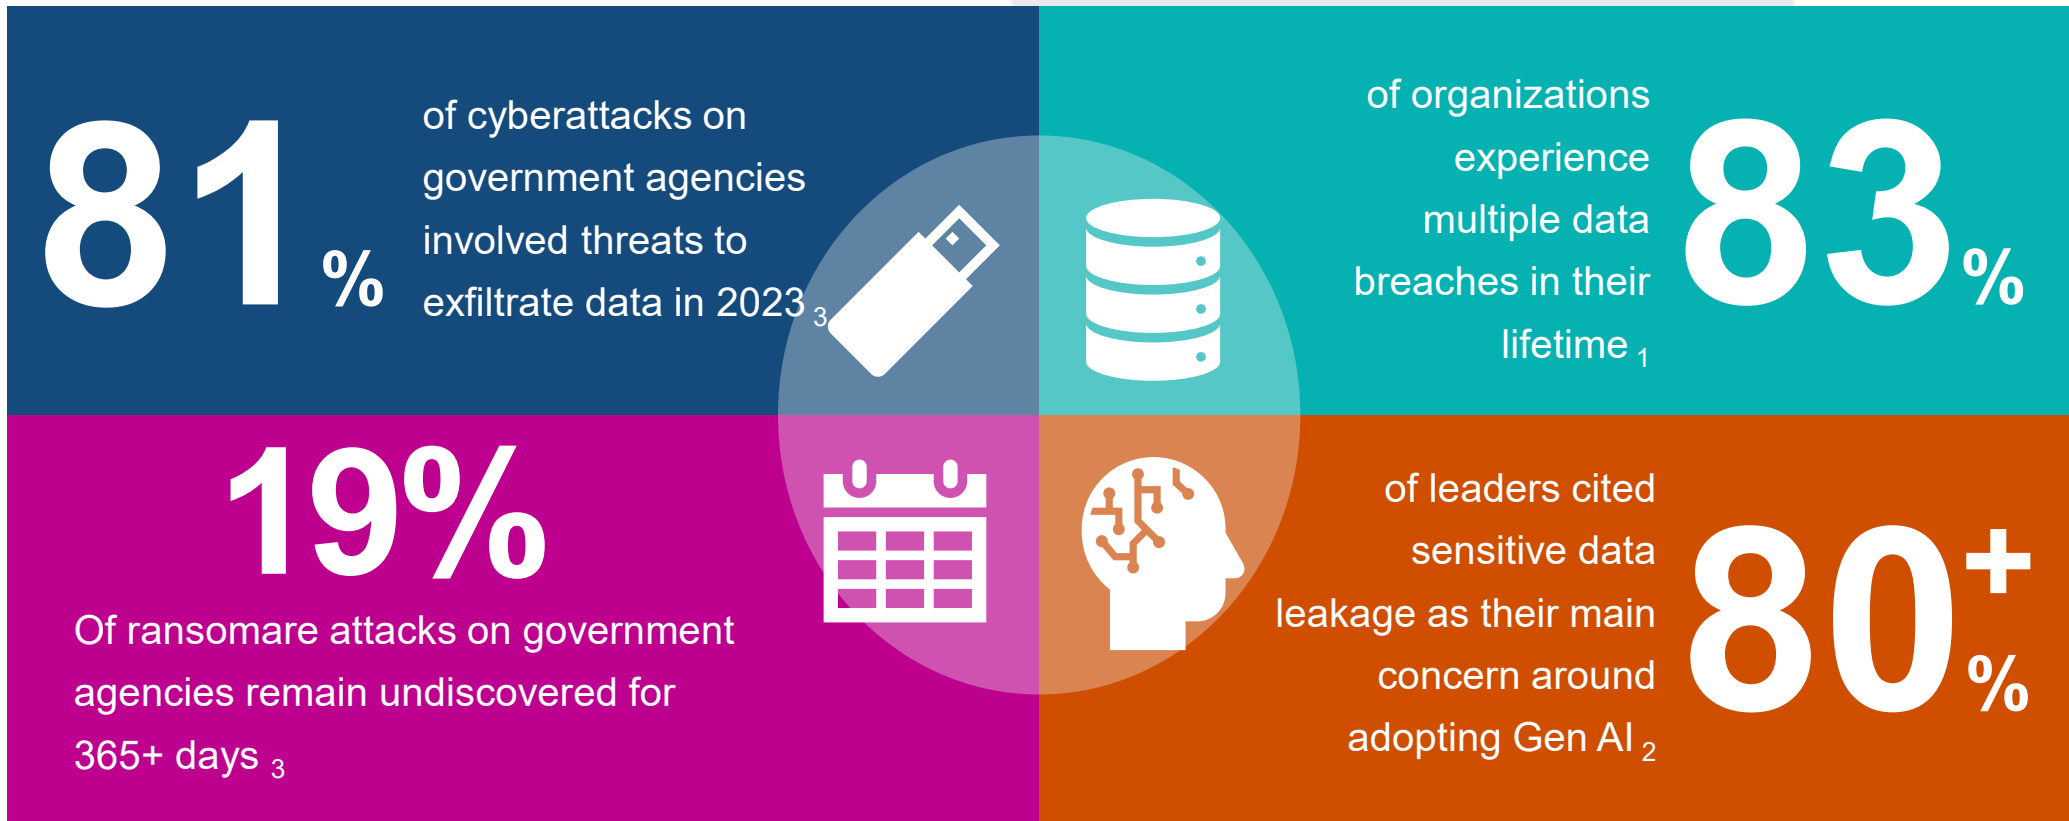 81%
of cyberattacks on
government agencies
involved threats to
exfiltrate data in 2023 3
of organizations
experience
multiple data
breaches in their
lifetime 1
83%
19%
Of ransomare attacks on government
agencies remain undiscovered for
365+ days 3
of leaders cited
sensitive data
leakage as their main
concern around
adopting Gen AI 2
80+%